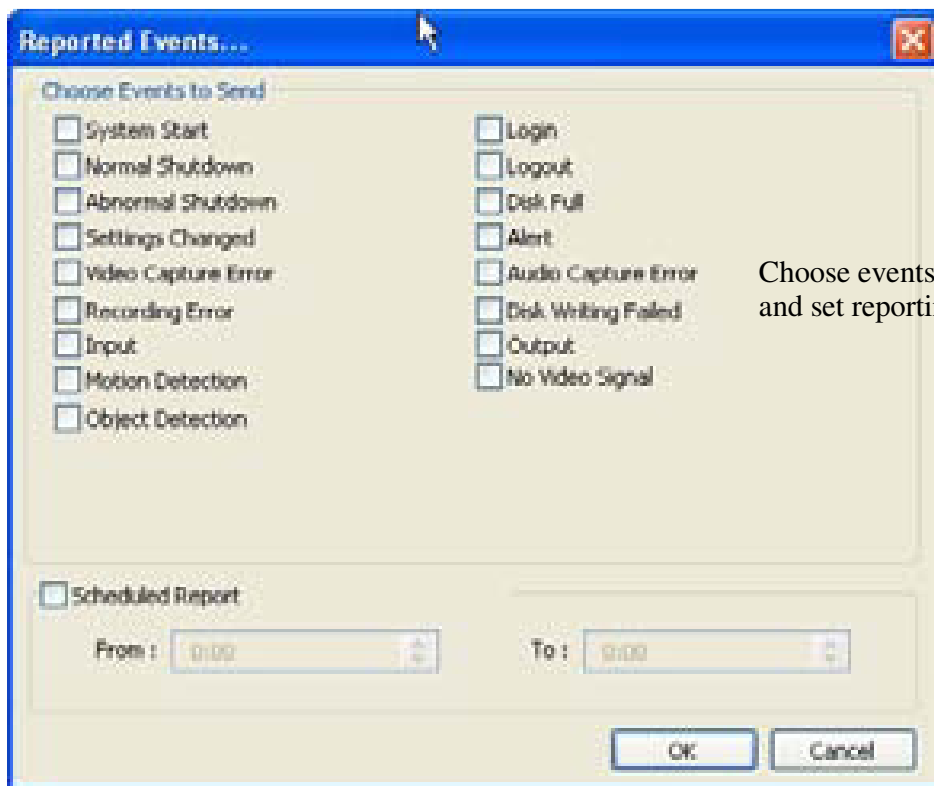 Reported Events...
Choose Events to Send
System Start
Normal Shutdown
Abnormal Shutdown
Settings Changed
Video Capture Error
Recording Error
Input
Motion Detection
Object Detection
Login
Logout
Disk Full
Alert
Audio Capture Error
Disk Writing Failed
Output
No Video Signal
Choose events
and set reporti
Scheduled Report
From : 0:00 To : 0:00
OK Cancel